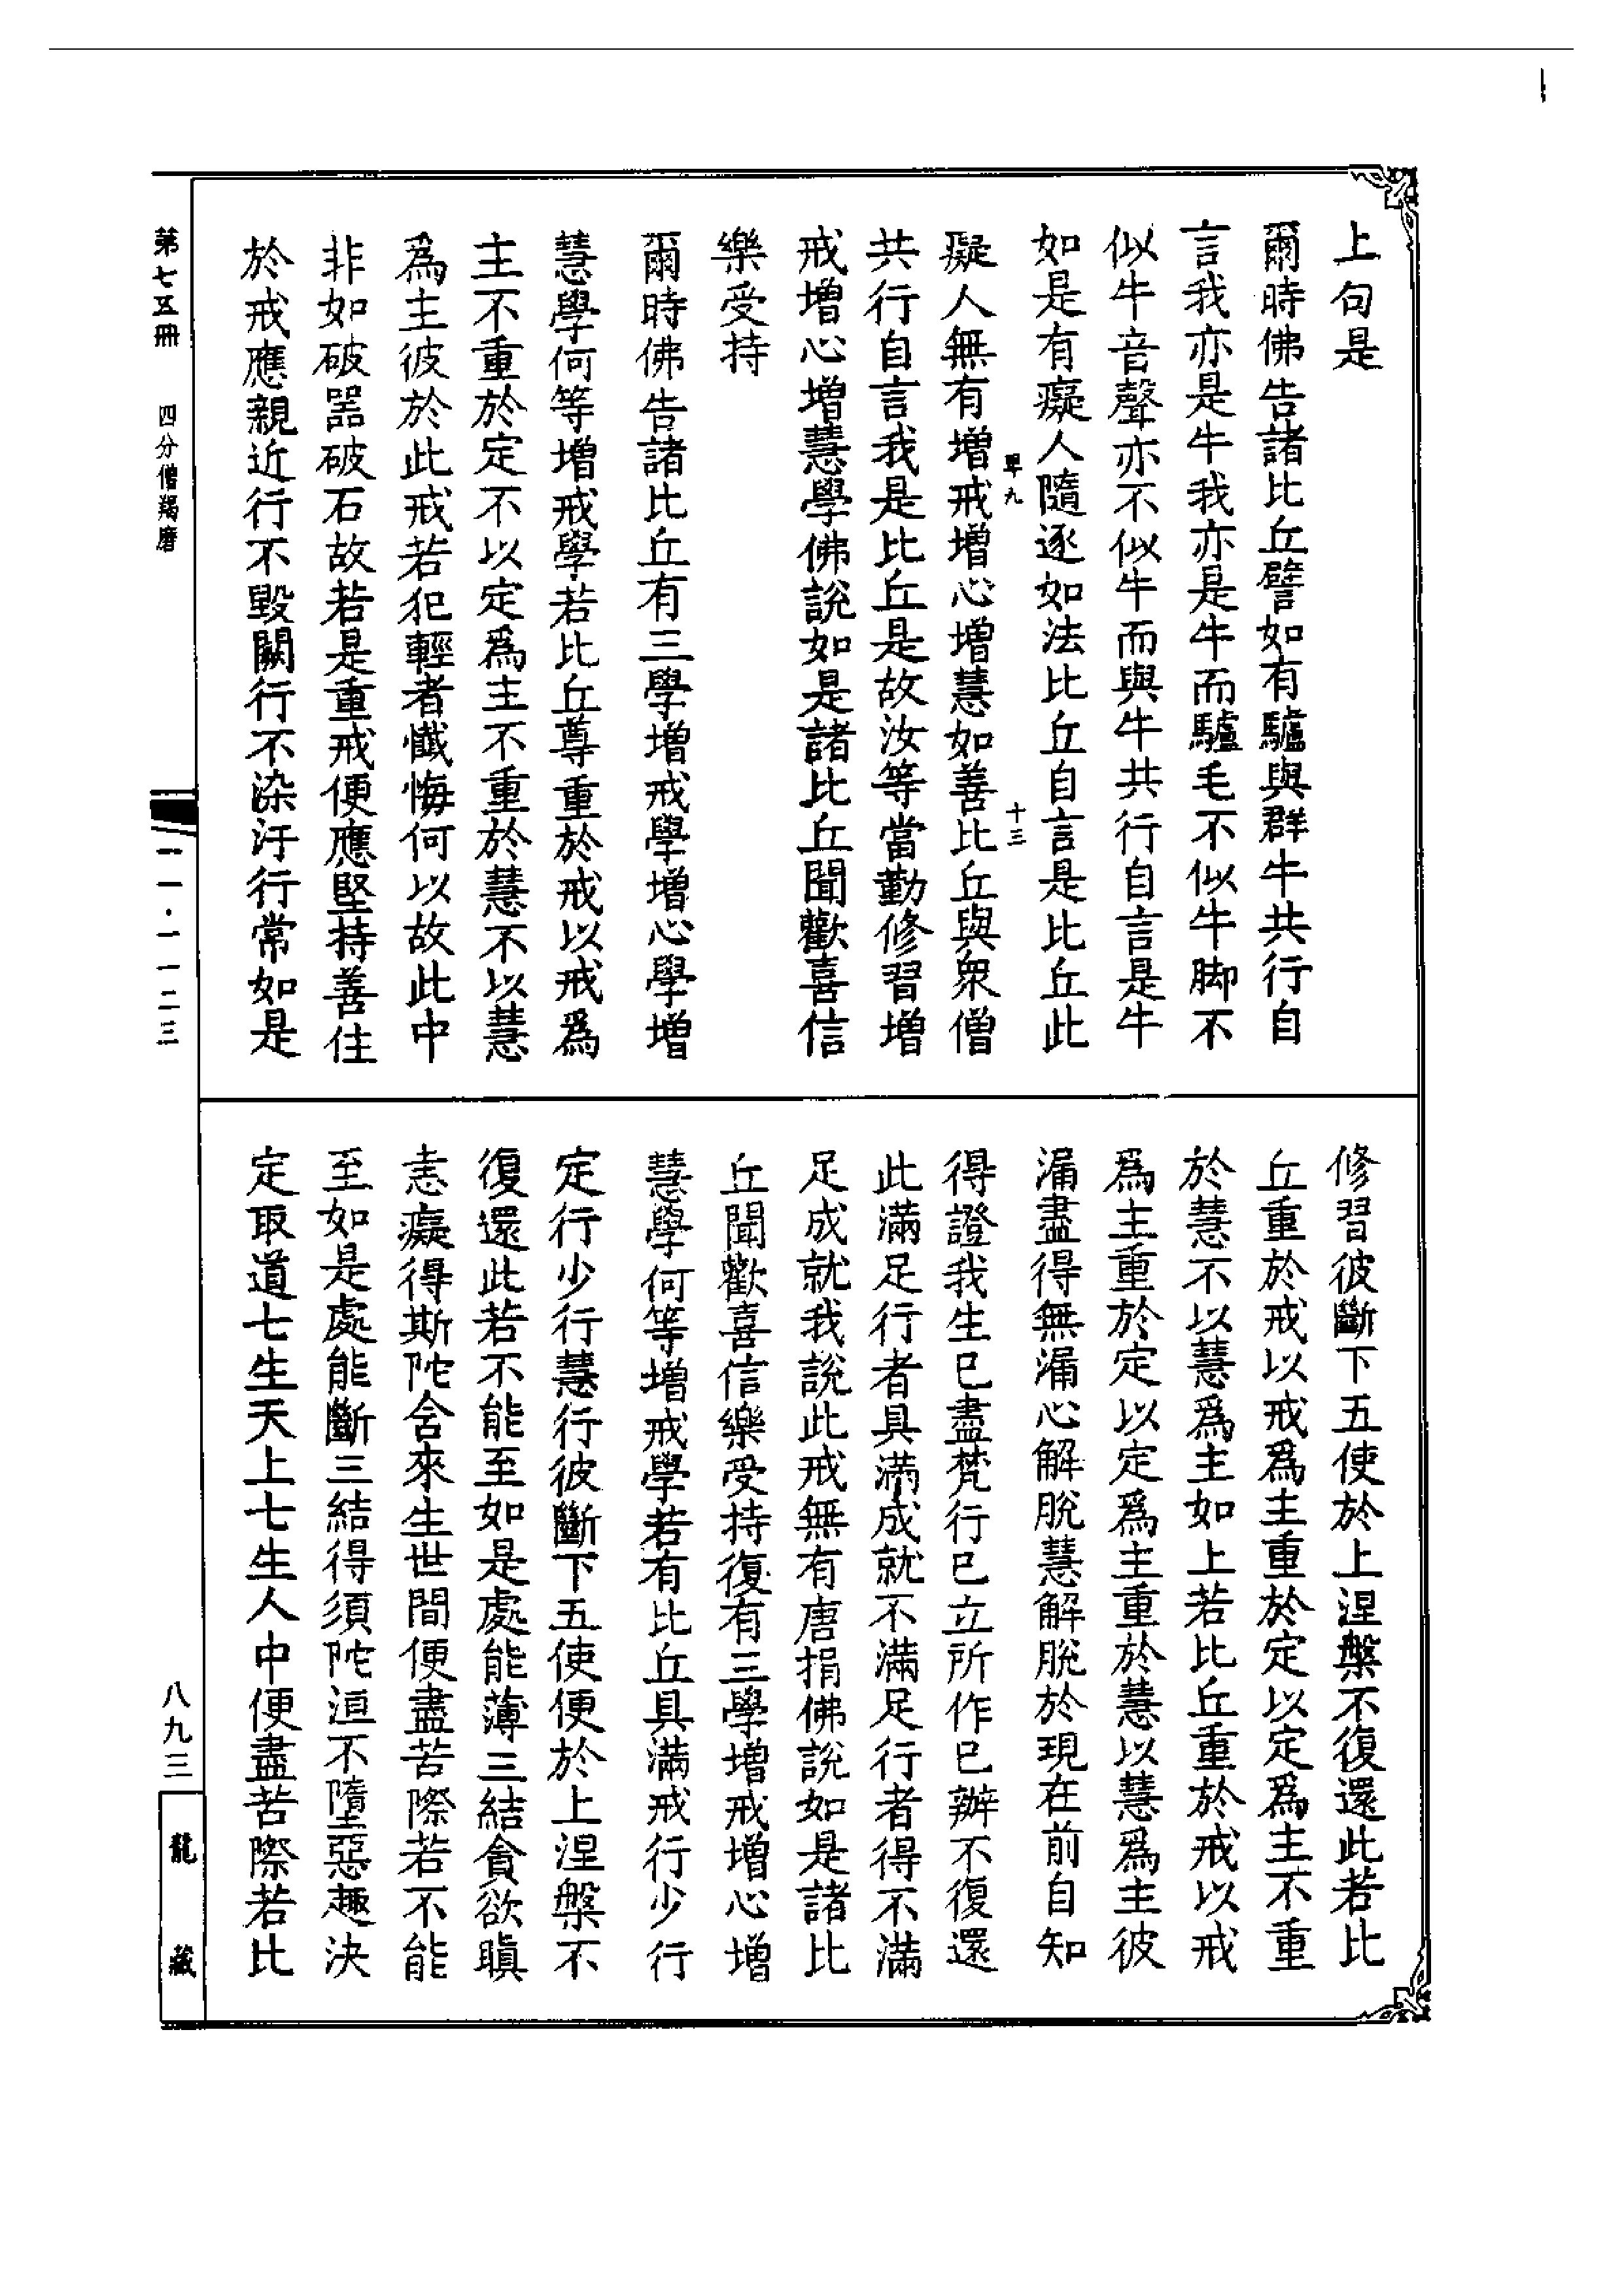 上句是
爾時佛告諸比丘譬如有驢與群牛共行自
言我亦是牛我亦是牛而驢毛不似牛脚不
似牛音聲亦不似牛而與牛共行自言是牛
如是有癡人隨逐如法比丘自言是比丘此
癡人無有增戒增心增慧如善比丘與衆僧
共行自言我是比丘是故汝等當勤修習增
戒增心增慧學佛說如是諸比丘聞歡喜信
樂受持
爾時佛告諸比丘有三學增戒學增心學增
慧學何等增戒學若比丘尊重於戒以戒爲
主不重於定不以定爲主不重於慧不以慧
爲主彼於此戒若犯輕者懺悔何以故此中
非如破器破石故若是重戒便應堅持善住
於戒應親近行不毀闕行不染汙行常如是
修習彼斷下五使於上涅槃不復還此若比
丘重於戒以戒爲主重於定以定爲主不重
於慧不以慧爲主如上若比丘重於戒以戒
爲主重於定以定爲主重於慧以慧爲主彼
漏盡得無漏心解脫慧解脫於現在前自知
得證我生已盡梵行已立所作已辦不復還
此滿足行者具滿成就不滿足行者得不滿
足成就我說此戒無有唐捐佛說如是諸比
丘聞歡喜信樂受持復有三學增戒增心增
慧學何等增戒學若有比丘具滿戒行少行
定行少行慧行彼斷下五使便於上涅槃不
復還此若不能至如是處能薄三結貪欲瞋
恚癡得斯陀含來生世間便盡苦際若不能
至如是處能斷三結得須陀洹不墮惡趣決
定取道七生天上七生人中便盡苦際若比
第七五冊 四分僧羯磨
一一·一一二三
八九三
龍藏
十三